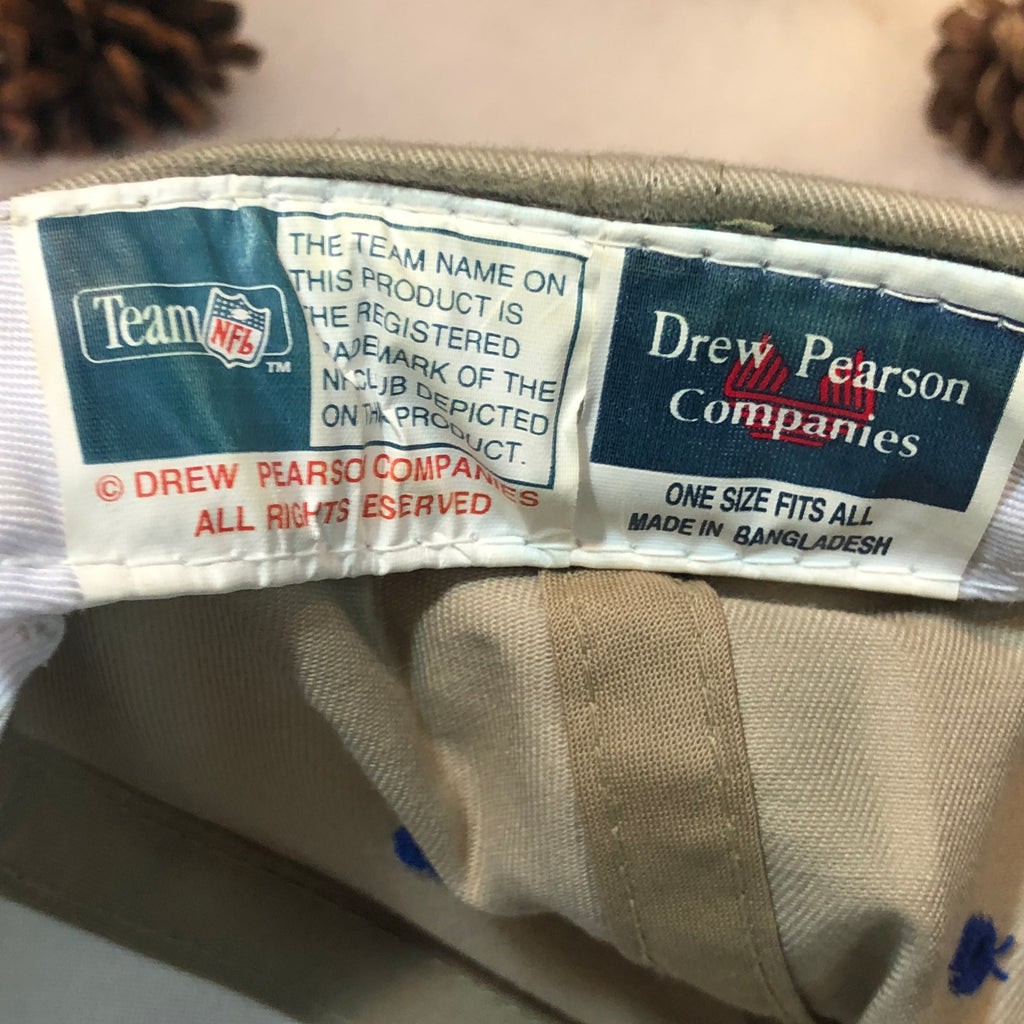 Team NFL TM
THE TEAM NAME ON
THIS PRODUCT IS
THE REGISTERED
TRADEMARK OF THE
NFL CLUB DEPICTED
ON THE PRODUCT.
© DREW PEARSON COMPANIES
ALL RIGHTS RESERVED
Drew Pearson
Companies
ONE SIZE FITS ALL
MADE IN BANGLADESH